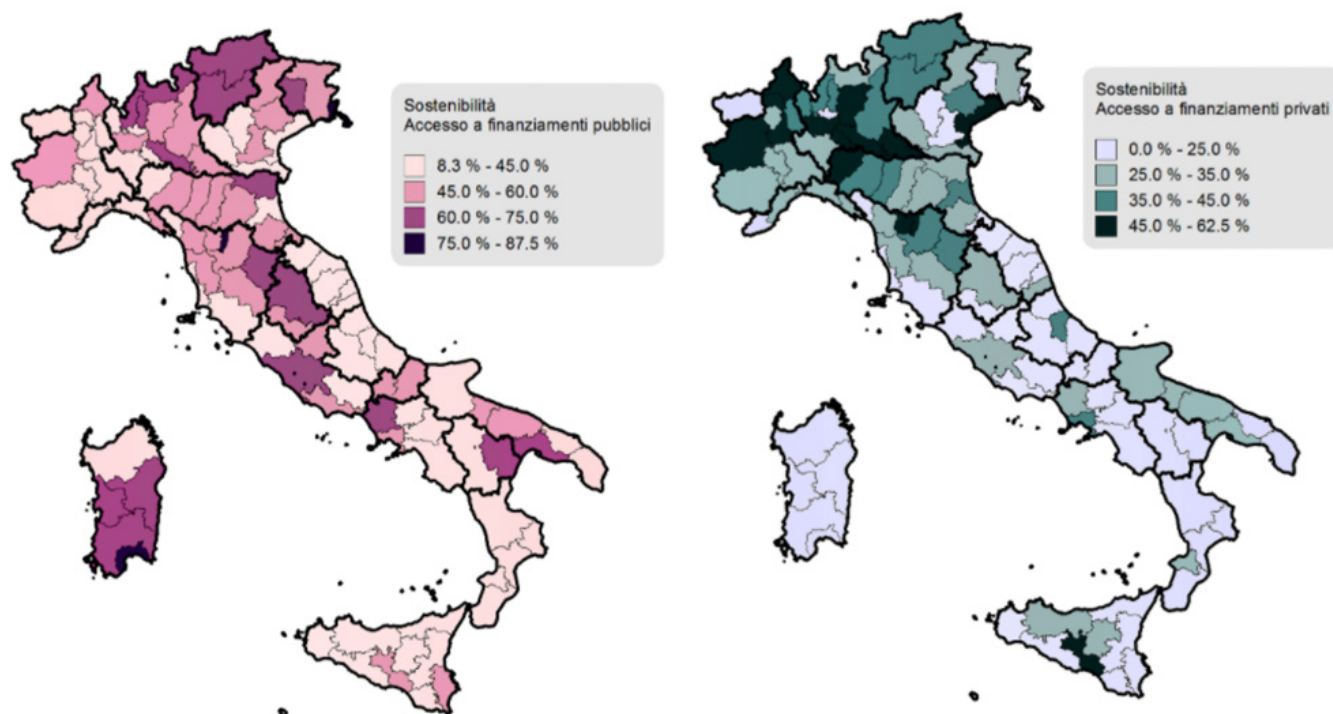 Sostenibilità
Accesso a finanziamenti pubblici
8.3 % - 45.0 %
45.0 % - 60.0 %
60.0 % - 75.0 %
75.0 % - 87.5 %
Sostenibilità
Accesso a finanziamenti privati
0.0 % - 25.0 %
25.0 % - 35.0 %
35.0 % - 45.0 %
45.0 % - 62.5 %